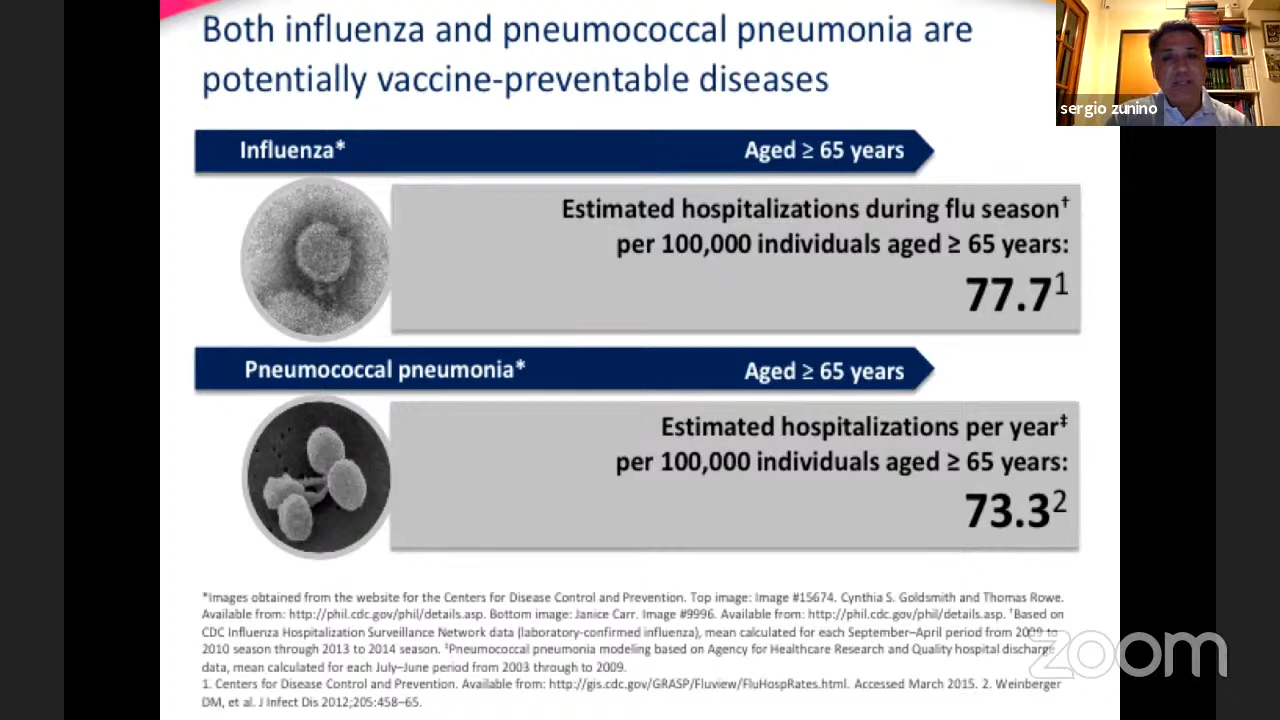 Both influenza and pneumococcal pneumonia are
potentially vaccine-preventable diseases
sergio zunino
Influenza* Aged ≥ 65 years
Estimated hospitalizations during flu season†
per 100,000 individuals aged ≥ 65 years:
77.7¹
Pneumococcal pneumonia* Aged ≥ 65 years
Estimated hospitalizations per year‡
per 100,000 individuals aged ≥ 65 years:
73.3²
*Images obtained from the website for the Centers for Disease Control and Prevention. Top image: Image #15674. Cynthia S. Goldsmith and Thomas Rowe.
Available from: http://phil.cdc.gov/phil/details.asp. Bottom image: Janice Carr. Image #9996. Available from: http://phil.cdc.gov/phil/details.asp. †Based on
CDC Influenza Hospitalization Surveillance Network data (laboratory-confirmed influenza), mean calculated for each September–April period from 2009 to
2010 season through 2013 to 2014 season. ‡Pneumococcal pneumonia modeling based on Agency for Healthcare Research and Quality hospital discharge
data, mean calculated for each July–June period from 2003 through to 2009.
1. Centers for Disease Control and Prevention. Available from: http://gis.cdc.gov/GRASP/Fluview/FluHospRates.html. Accessed March 2015. 2. Weinberger
DM, et al. J Infect Dis 2012;205:458–65.
zoom